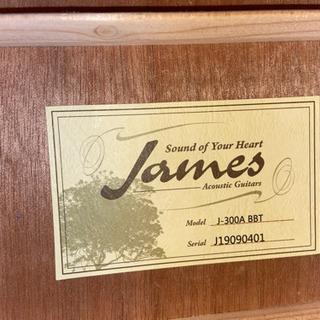 Sound of Your Heart
James
Acoustic Guitars
Model J-300A BBT
Serial J19090401